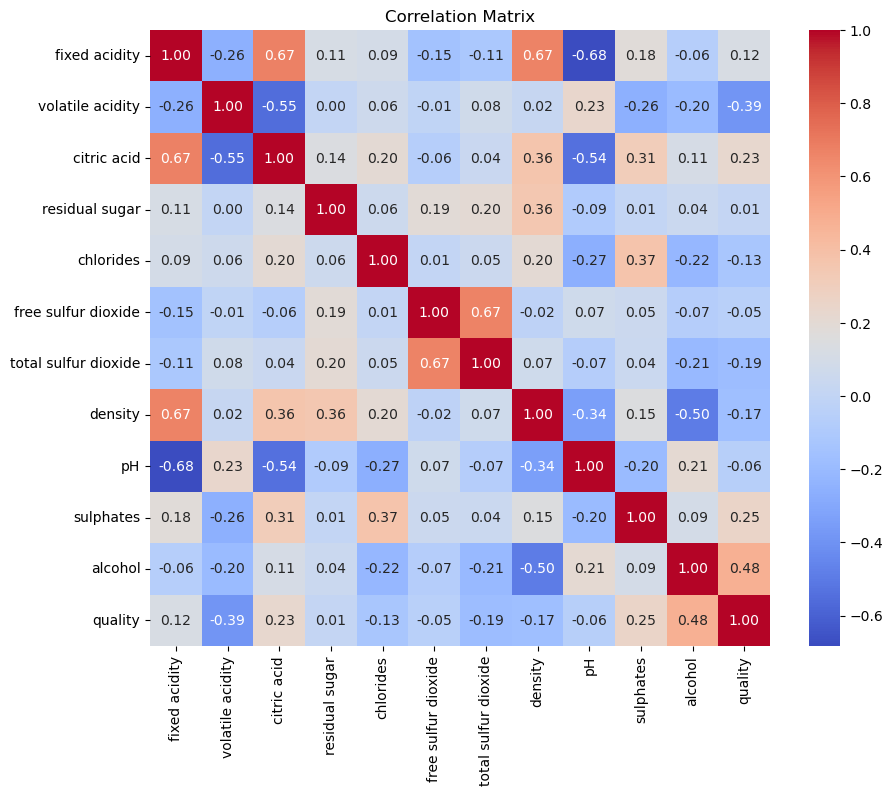 Correlation Matrix
fixed acidity 1.00 -0.26 0.67 0.11 0.09 -0.15 -0.11 0.67 -0.68 0.18 -0.06 0.12
volatile acidity -0.26 1.00 -0.55 0.00 0.06 -0.01 0.08 0.02 0.23 -0.26 -0.20 -0.39
citric acid 0.67 -0.55 1.00 0.14 0.20 -0.06 0.04 0.36 -0.54 0.31 0.11 0.23
residual sugar 0.11 0.00 0.14 1.00 0.06 0.19 0.20 0.36 -0.09 0.01 0.04 0.01
chlorides 0.09 0.06 0.20 0.06 1.00 0.01 0.05 0.20 -0.27 0.37 -0.22 -0.13
free sulfur dioxide -0.15 -0.01 -0.06 0.19 0.01 1.00 0.67 -0.02 0.07 0.05 -0.07 -0.05
total sulfur dioxide -0.11 0.08 0.04 0.20 0.05 0.67 1.00 0.07 -0.07 0.04 -0.21 -0.19
density 0.67 0.02 0.36 0.36 0.20 -0.02 0.07 1.00 -0.34 0.15 -0.50 -0.17
pH -0.68 0.23 -0.54 -0.09 -0.27 0.07 -0.07 -0.34 1.00 -0.20 0.21 -0.06
sulphates 0.18 -0.26 0.31 0.01 0.37 0.05 0.04 0.15 -0.20 1.00 0.09 0.25
alcohol -0.06 -0.20 0.11 0.04 -0.22 -0.07 -0.21 -0.50 0.21 0.09 1.00 0.48
quality 0.12 -0.39 0.23 0.01 -0.13 -0.05 -0.19 -0.17 -0.06 0.25 0.48 1.00
fixed acidity
volatile acidity
citric acid
residual sugar
chlorides
free sulfur dioxide
total sulfur dioxide
density
pH
sulphates
alcohol
quality
1.0
0.8
0.6
0.4
0.2
0.0
−0.2
−0.4
−0.6